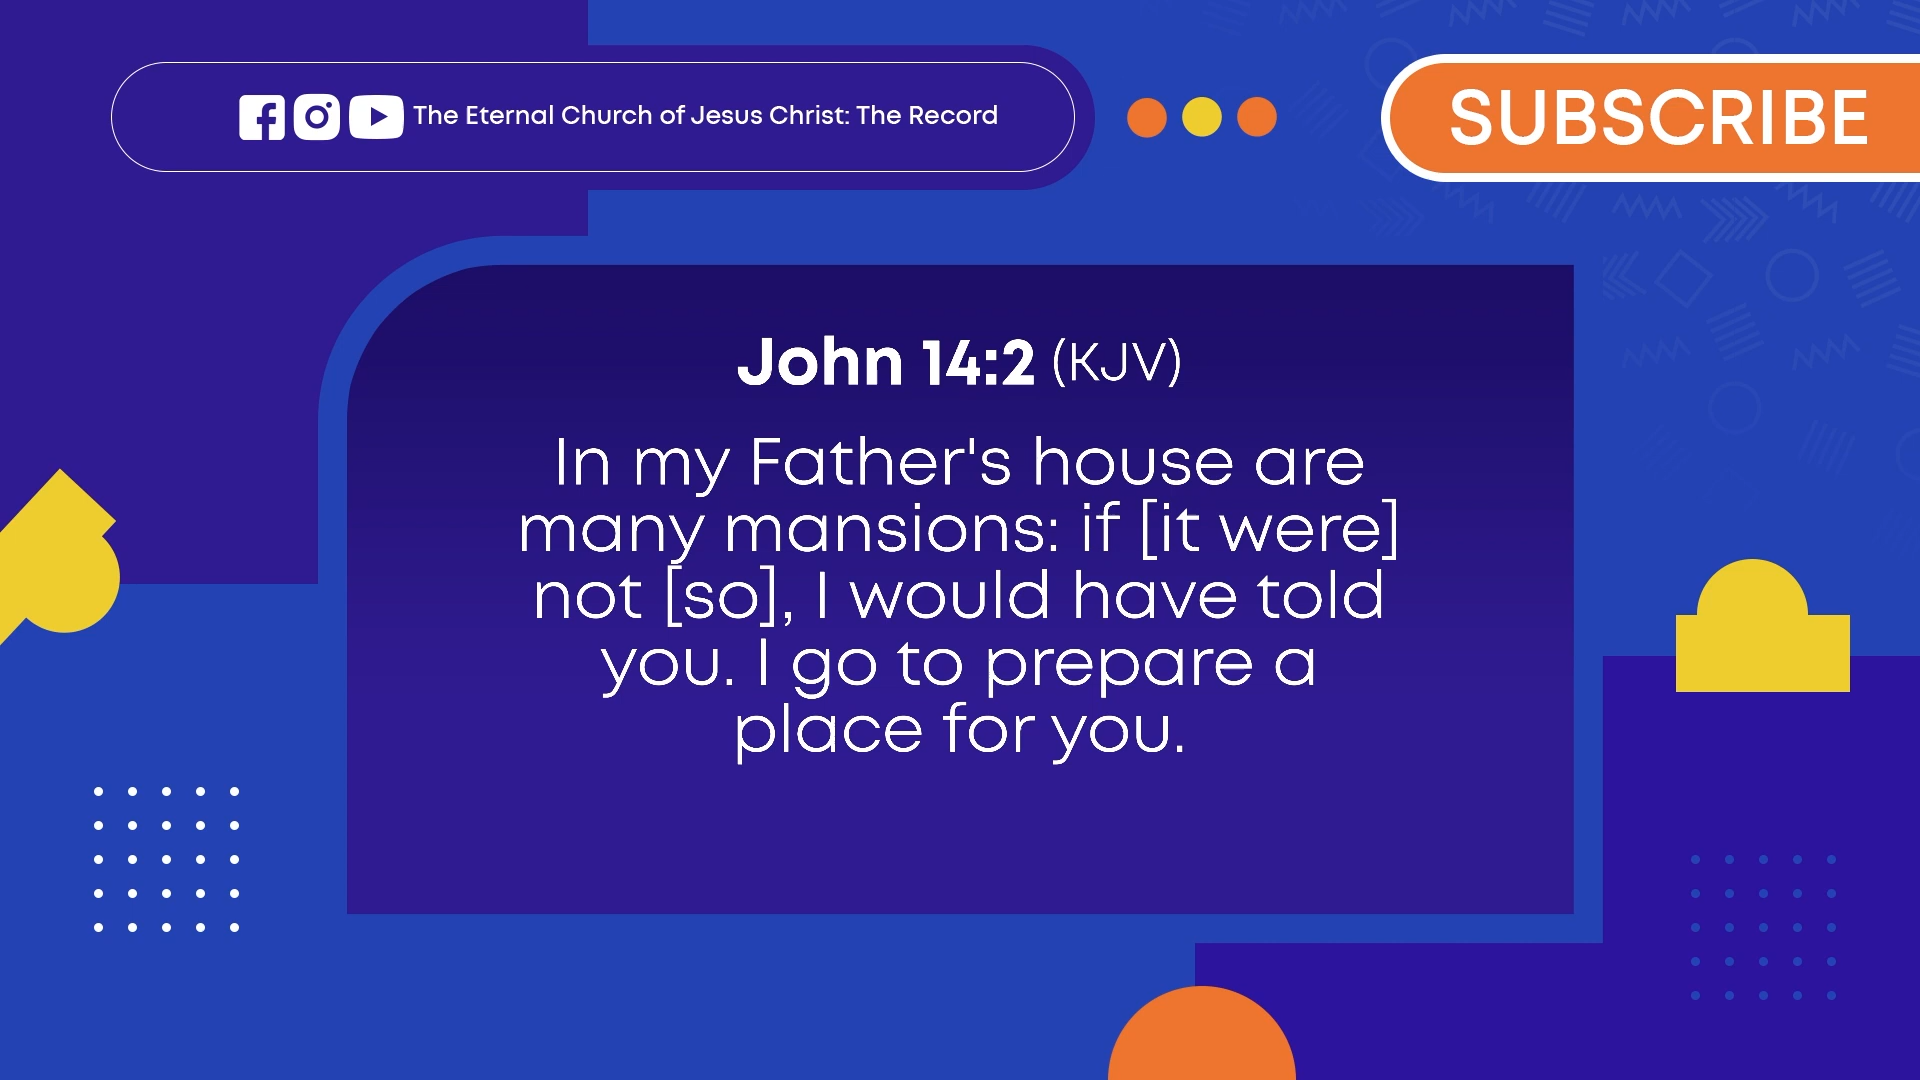 The Eternal Church of Jesus Christ: The Record
SUBSCRIBE
John 14:2 (KJV)
In my Father's house are
many mansions: if [it were]
not [so], I would have told
you. I go to prepare a
place for you.